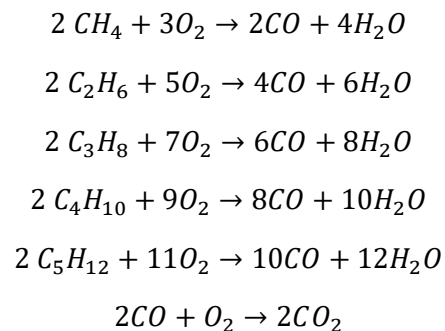 2 CH₄ + 3O₂ → 2CO + 4H₂O
2 C₂H₆ + 5O₂ → 4CO + 6H₂O
2 C₃H₈ + 7O₂ → 6CO + 8H₂O
2 C₄H₁₀ + 9O₂ → 8CO + 10H₂O
2 C₅H₁₂ + 11O₂ → 10CO + 12H₂O
2CO + O₂ → 2CO₂